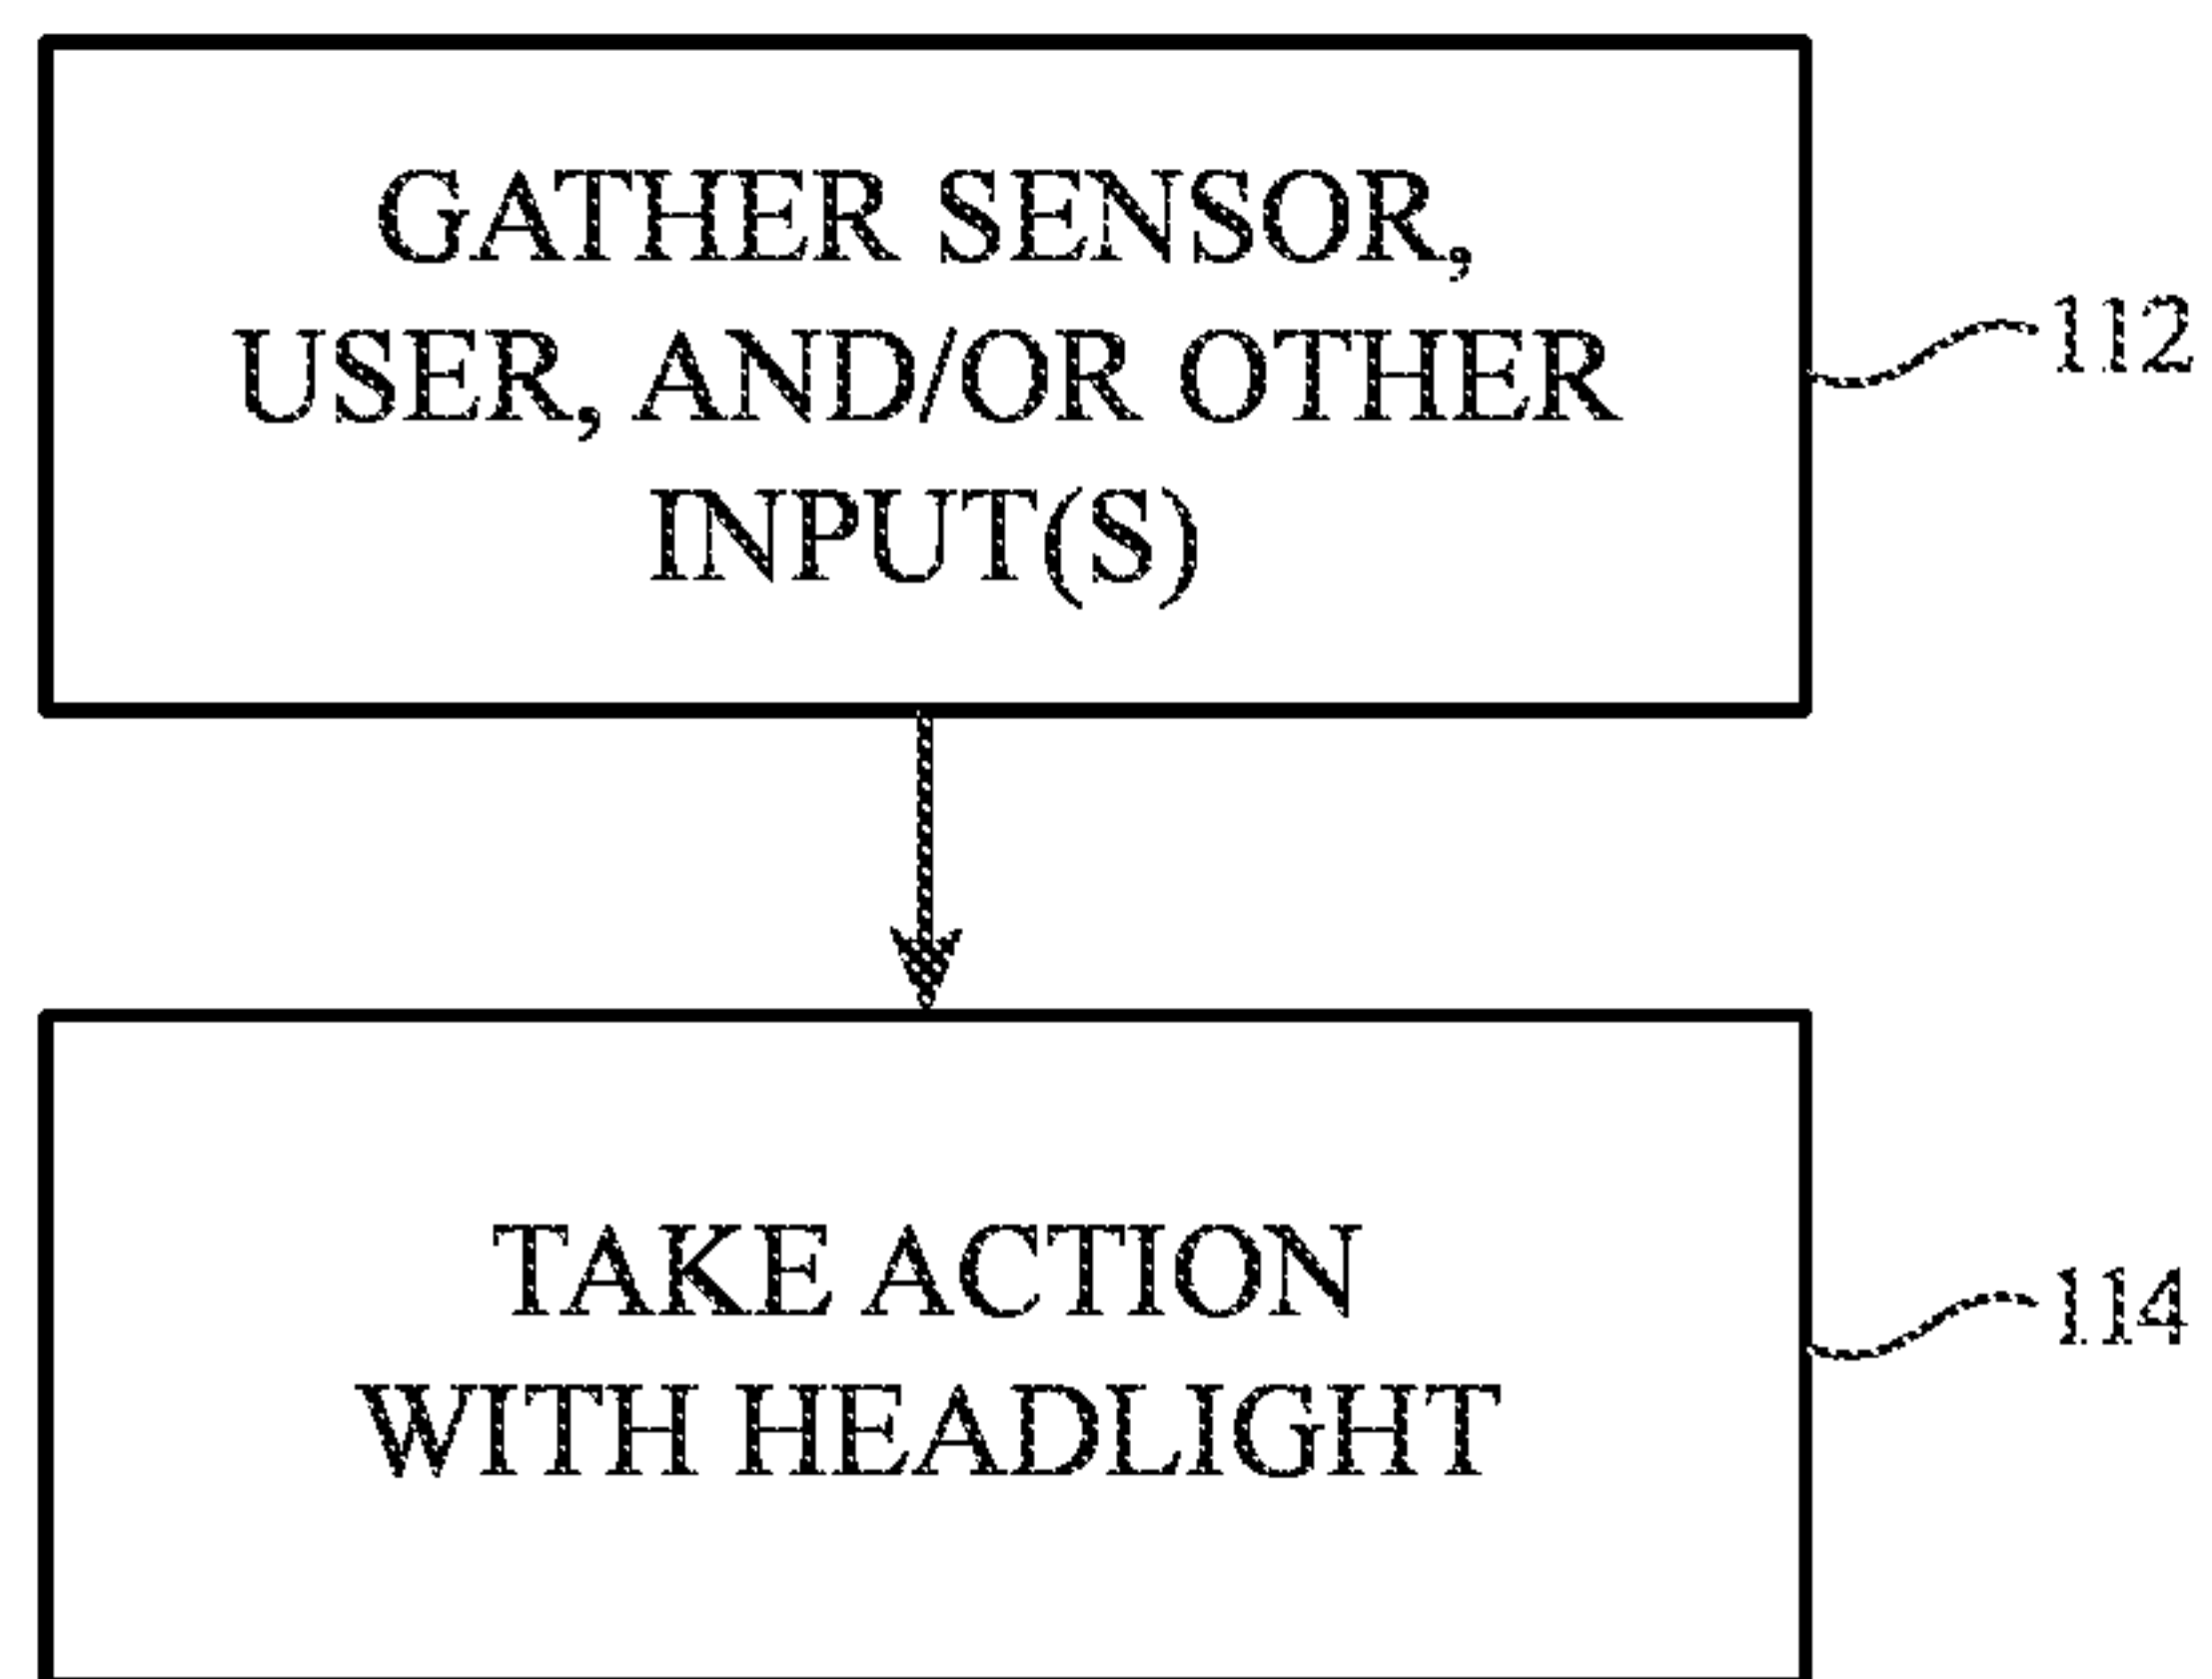 GATHER SENSOR,
USER, AND/OR OTHER
INPUT(S)
112
TAKE ACTION
WITH HEADLIGHT
114